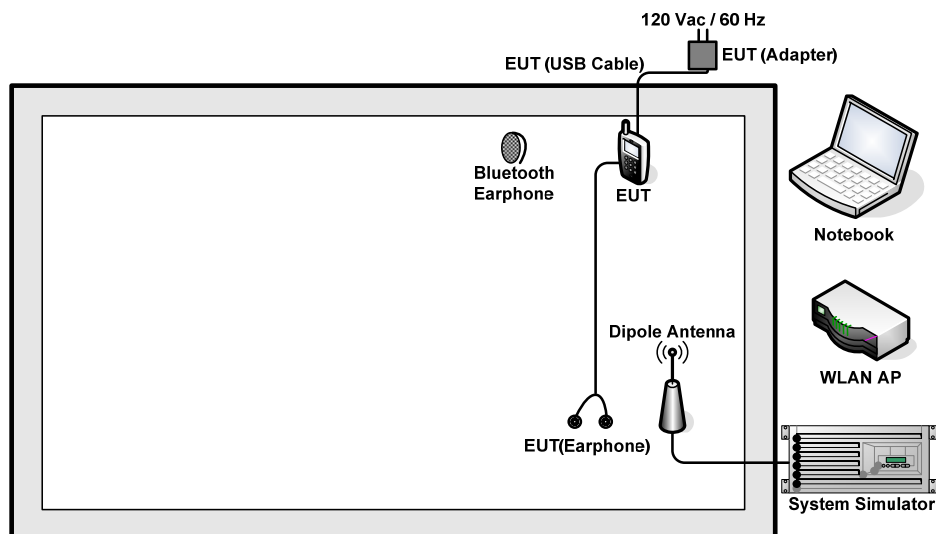 120 Vac / 60 Hz
EUT (Adapter)
EUT (USB Cable)
Bluetooth
Earphone
EUT
Notebook
Dipole Antenna
WLAN AP
EUT(Earphone)
System Simulator